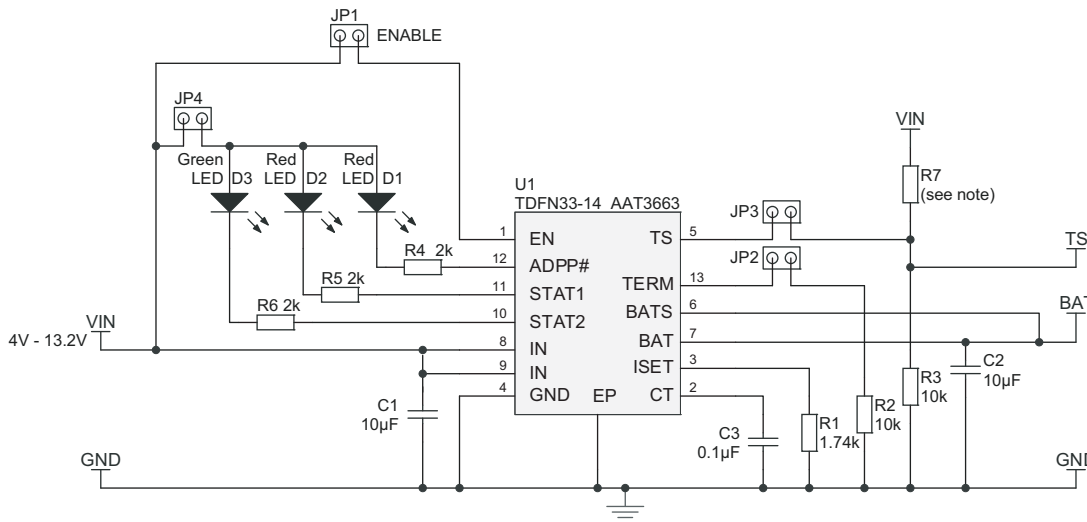 JP1
ENABLE
JP4
Green
LED D3
Red
LED D2
Red
LED D1
VIN
R7
(see note)
U1
TDFN33-14 AAT3663
JP3
JP2
TS
BAT
1
EN
TS
5
R4 2k
12
ADPP#
TERM
13
R5 2k
11
STAT1
BATS
6
R6 2k
10
STAT2
BAT
7
VIN
4V - 13.2V
8
IN
ISET
3
9
IN
CT
2
4
GND
EP
C1
10µF
C3
0.1µF
R1
1.74k
R2
10k
R3
10k
C2
10µF
GND
GND